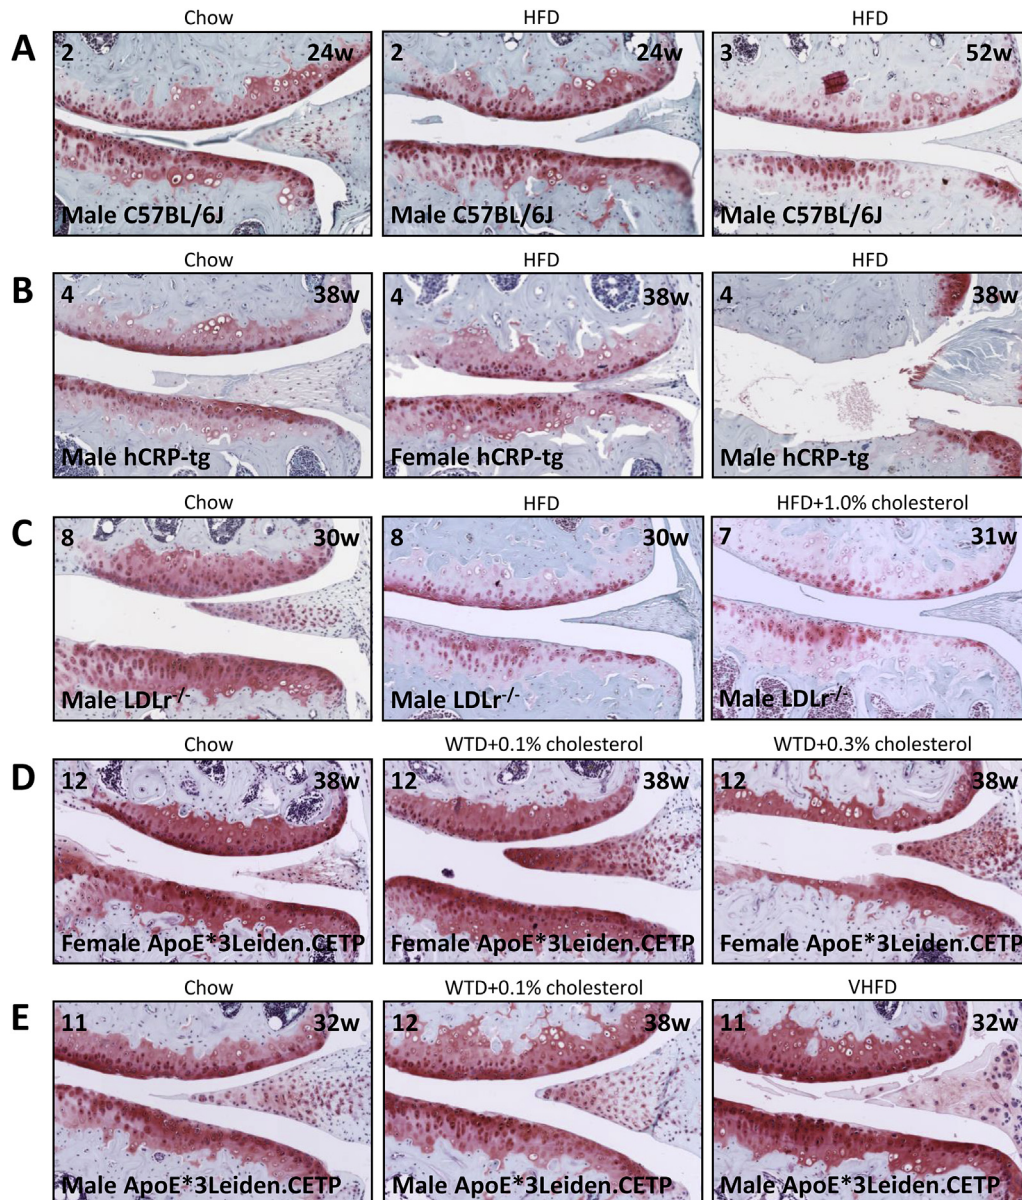 Chow HFD HFD
A 2 24w 2 24w 3 52w
Male C57BL/6J Male C57BL/6J Male C57BL/6J
Chow HFD HFD
B 4 38w 4 38w 4 38w
Male hCRP-tg Female hCRP-tg Male hCRP-tg
Chow HFD HFD+1.0% cholesterol
C 8 30w 8 30w 7 31w
Male LDLr-/- Male LDLr-/- Male LDLr-/-
Chow WTD+0.1% cholesterol WTD+0.3% cholesterol
D 12 38w 12 38w 12 38w
Female ApoE*3Leiden.CETP Female ApoE*3Leiden.CETP Female ApoE*3Leiden.CETP
Chow WTD+0.1% cholesterol VHFD
E 11 32w 12 38w 11 32w
Male ApoE*3Leiden.CETP Male ApoE*3Leiden.CETP Male ApoE*3Leiden.CETP